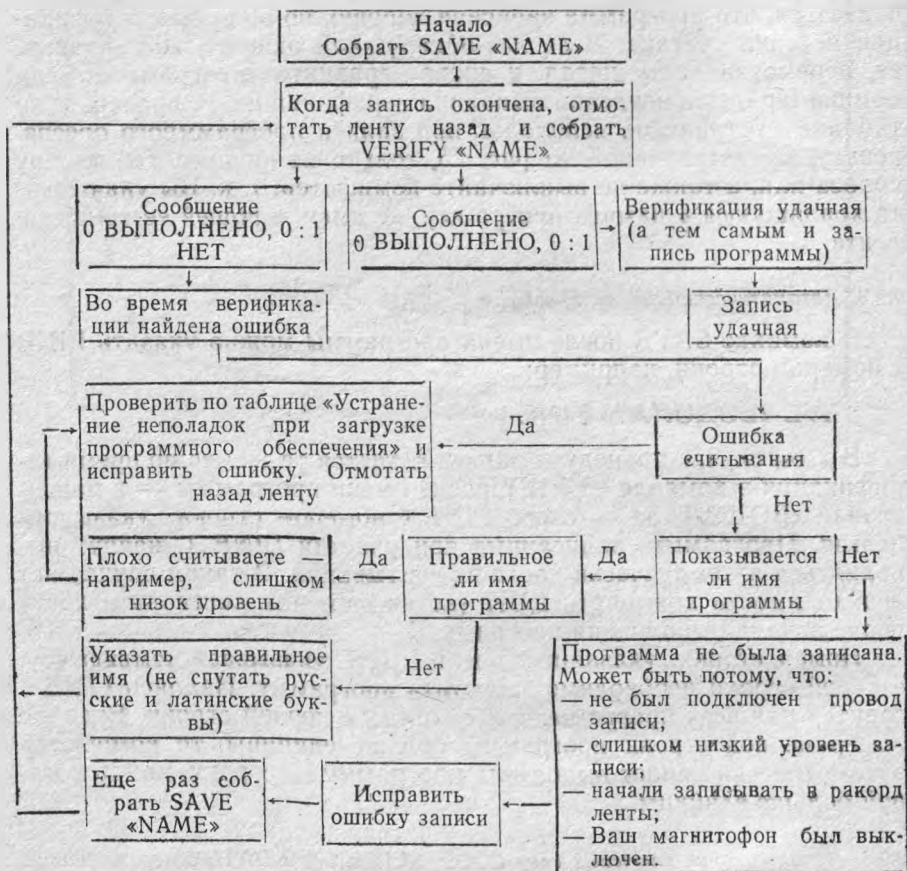 Начало
Собрать SAVE «NAME»
Когда запись окончена, отмо-
тать ленту назад и собрать
VERIFY «NAME»
Сообщение
0 ВЫПОЛНЕНО, 0 : 1
НЕТ
Сообщение
0 ВЫПОЛНЕНО, 0 : 1
Верификация удачная
(а тем самым и за-
пись программы)
Во время верифика-
ции найдена ошибка
Запись
удачная
Проверить по таблице «Устране-
ние неполадок при загрузке
программного обеспечения» и
исправить ошибку. Отмотать
назад ленту
Да
Ошибка
считывания
Нет
Плохо считываете —
например, слишком
низок уровень
Да
Правильное
ли имя
программы
Да
Показывается
ли имя
программы
Нет
Указать правильное
имя (не спутать рус-
ские и латинские бук-
вы)
Нет
Программа не была записана.
Может быть потому, что:
— не был подключен провод
записи;
— слишком низкий уровень за-
писи;
— начали записывать в ракорд
ленты;
— Ваш магнитофон был вык-
лючен.
Еще раз соб-
рать SAVE
«NAME»
Исправить
ошибку записи